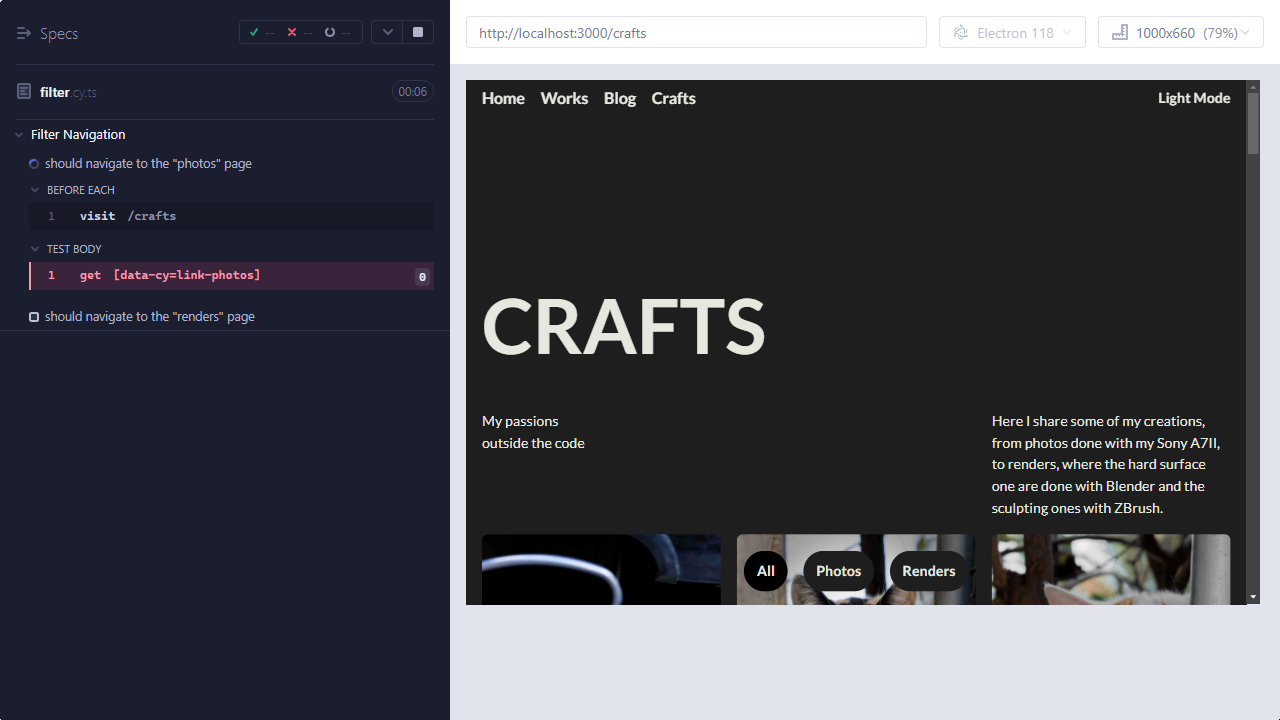 Specs
-- -- --
filter.cy.ts
00:06
Filter Navigation
should navigate to the "photos" page
BEFORE EACH
1 visit /crafts
TEST BODY
1 get [data-cy=link-photos] 0
should navigate to the "renders" page
http://localhost:3000/crafts
Electron 118
1000x660 (79%)
Home Works Blog Crafts
Light Mode
CRAFTS
My passions
outside the code
Here I share some of my creations,
from photos done with my Sony A7II,
to renders, where the hard surface
one are done with Blender and the
sculpting ones with ZBrush.
All Photos Renders